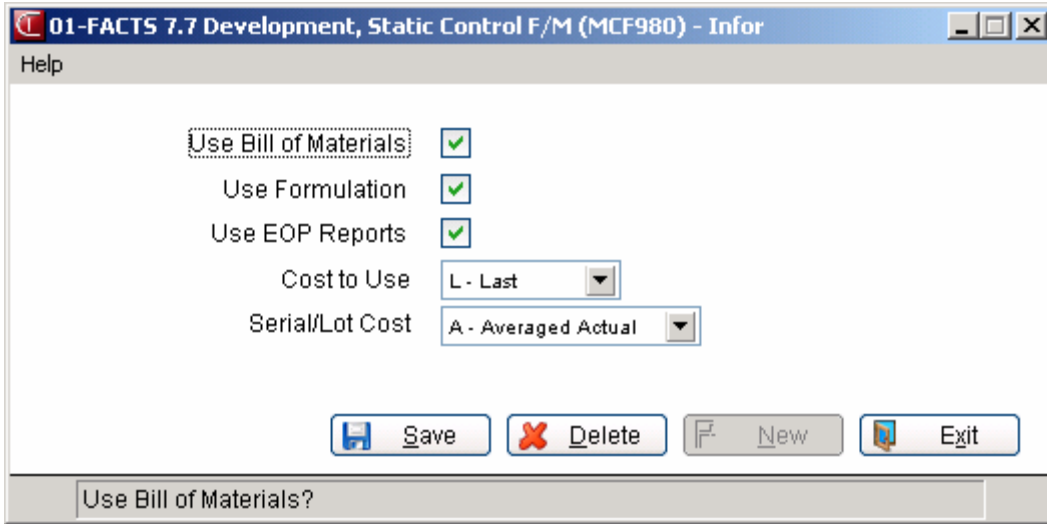 01-FACTS 7.7 Development, Static Control F/M (MCF980) - Infor
Help
Use Bill of Materials
Use Formulation
Use EOP Reports
Cost to Use L - Last
Serial/Lot Cost A - Averaged Actual
Save Delete New Exit
Use Bill of Materials?